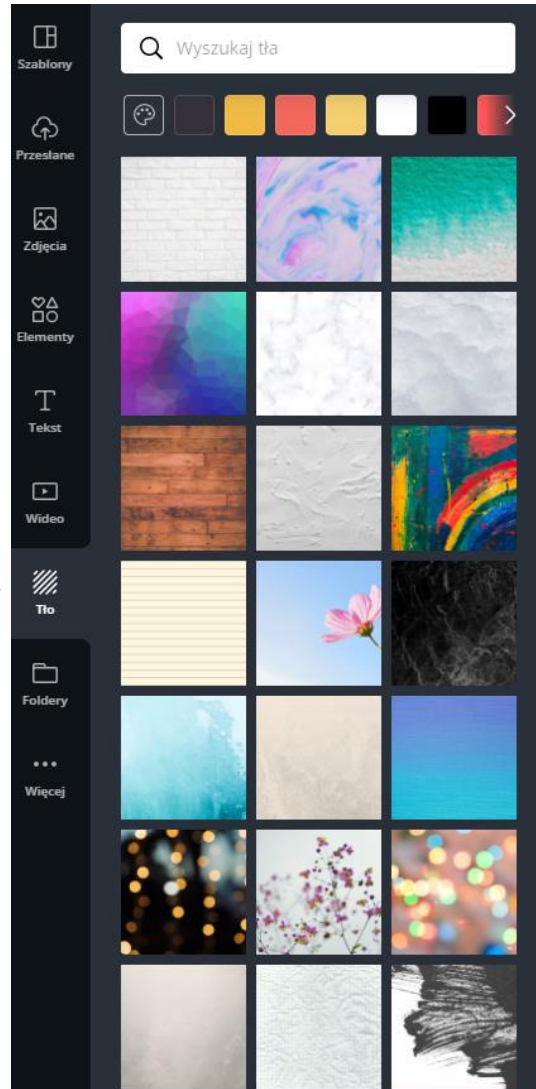 Szablony
Wyszukaj tła
Przesłane
Zdjęcia
Elementy
Tekst
Wideo
Tło
Foldery
Więcej